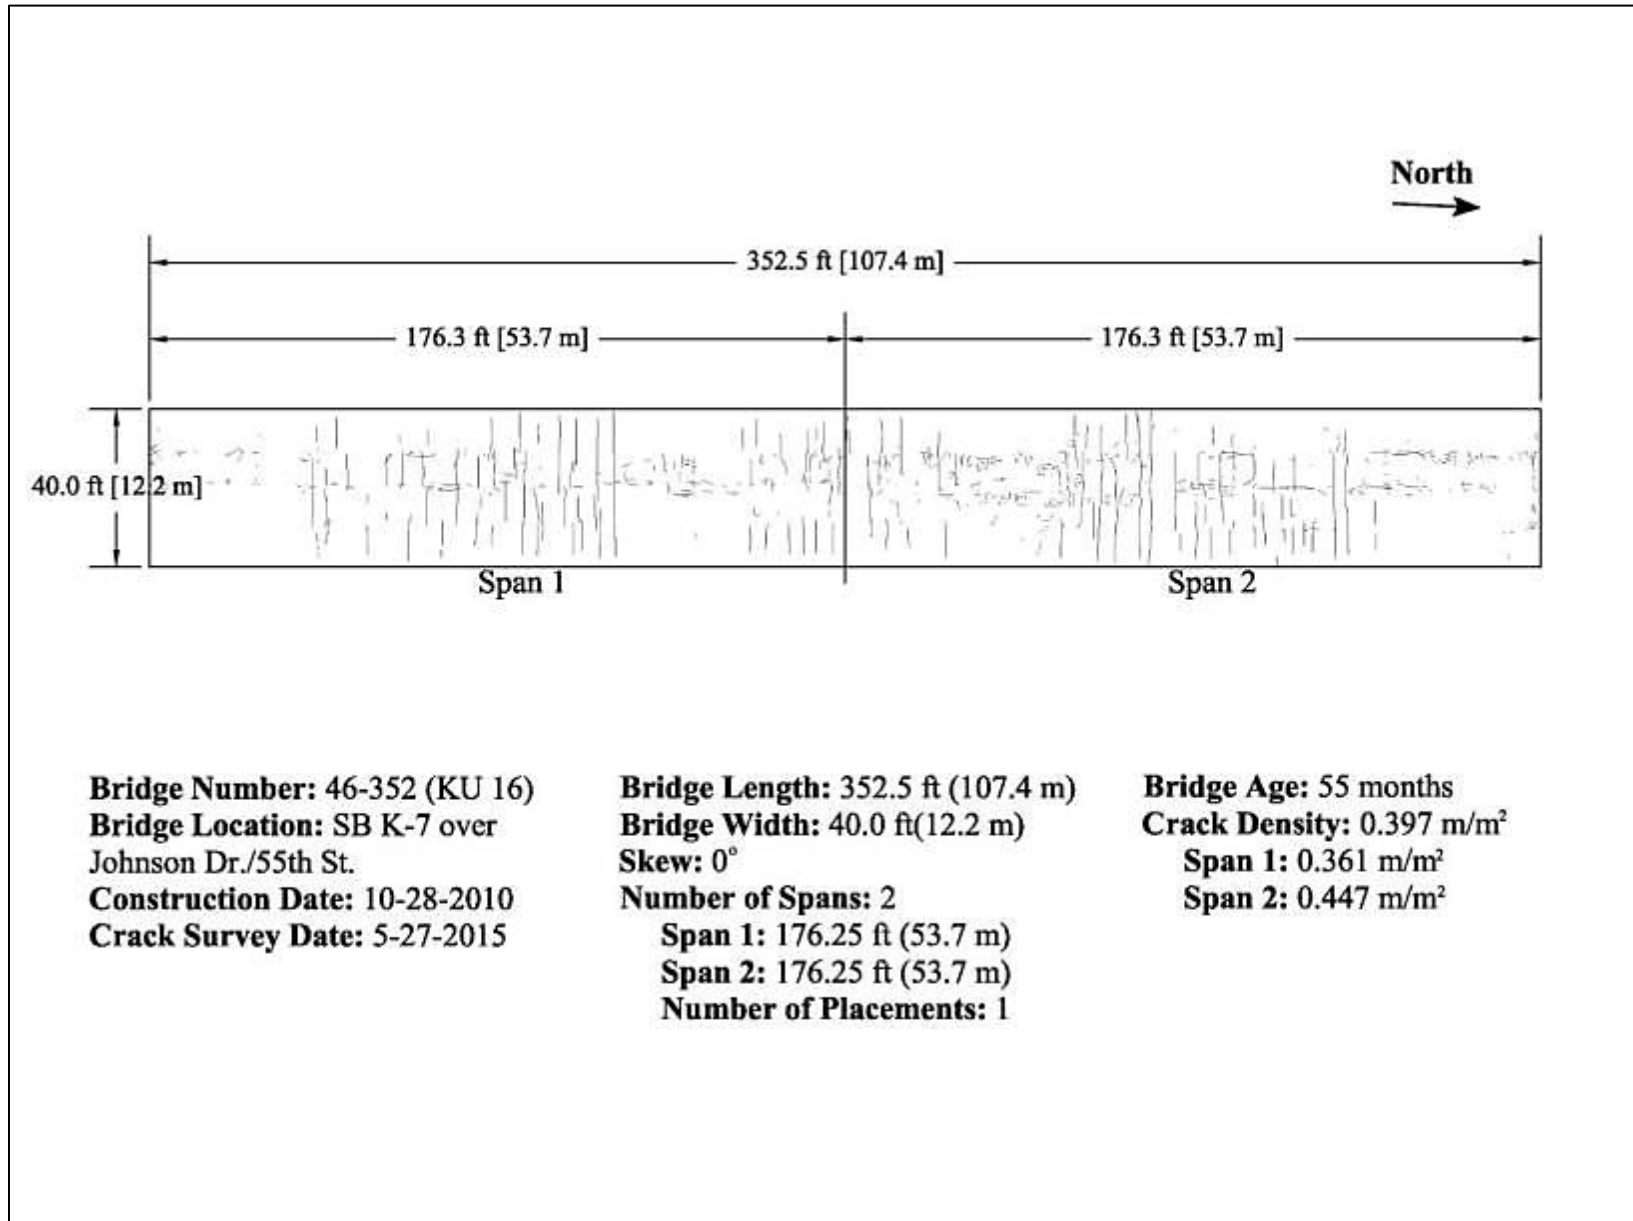 North
352.5 ft [107.4 m]
176.3 ft [53.7 m]
176.3 ft [53.7 m]
40.0 ft [12.2 m]
Span 1
Span 2
Bridge Number: 46-352 (KU 16)
Bridge Location: SB K-7 over
Johnson Dr./55th St.
Construction Date: 10-28-2010
Crack Survey Date: 5-27-2015
Bridge Length: 352.5 ft (107.4 m)
Bridge Width: 40.0 ft(12.2 m)
Skew: 0°
Number of Spans: 2
Span 1: 176.25 ft (53.7 m)
Span 2: 176.25 ft (53.7 m)
Number of Placements: 1
Bridge Age: 55 months
Crack Density: 0.397 m/m²
Span 1: 0.361 m/m²
Span 2: 0.447 m/m²